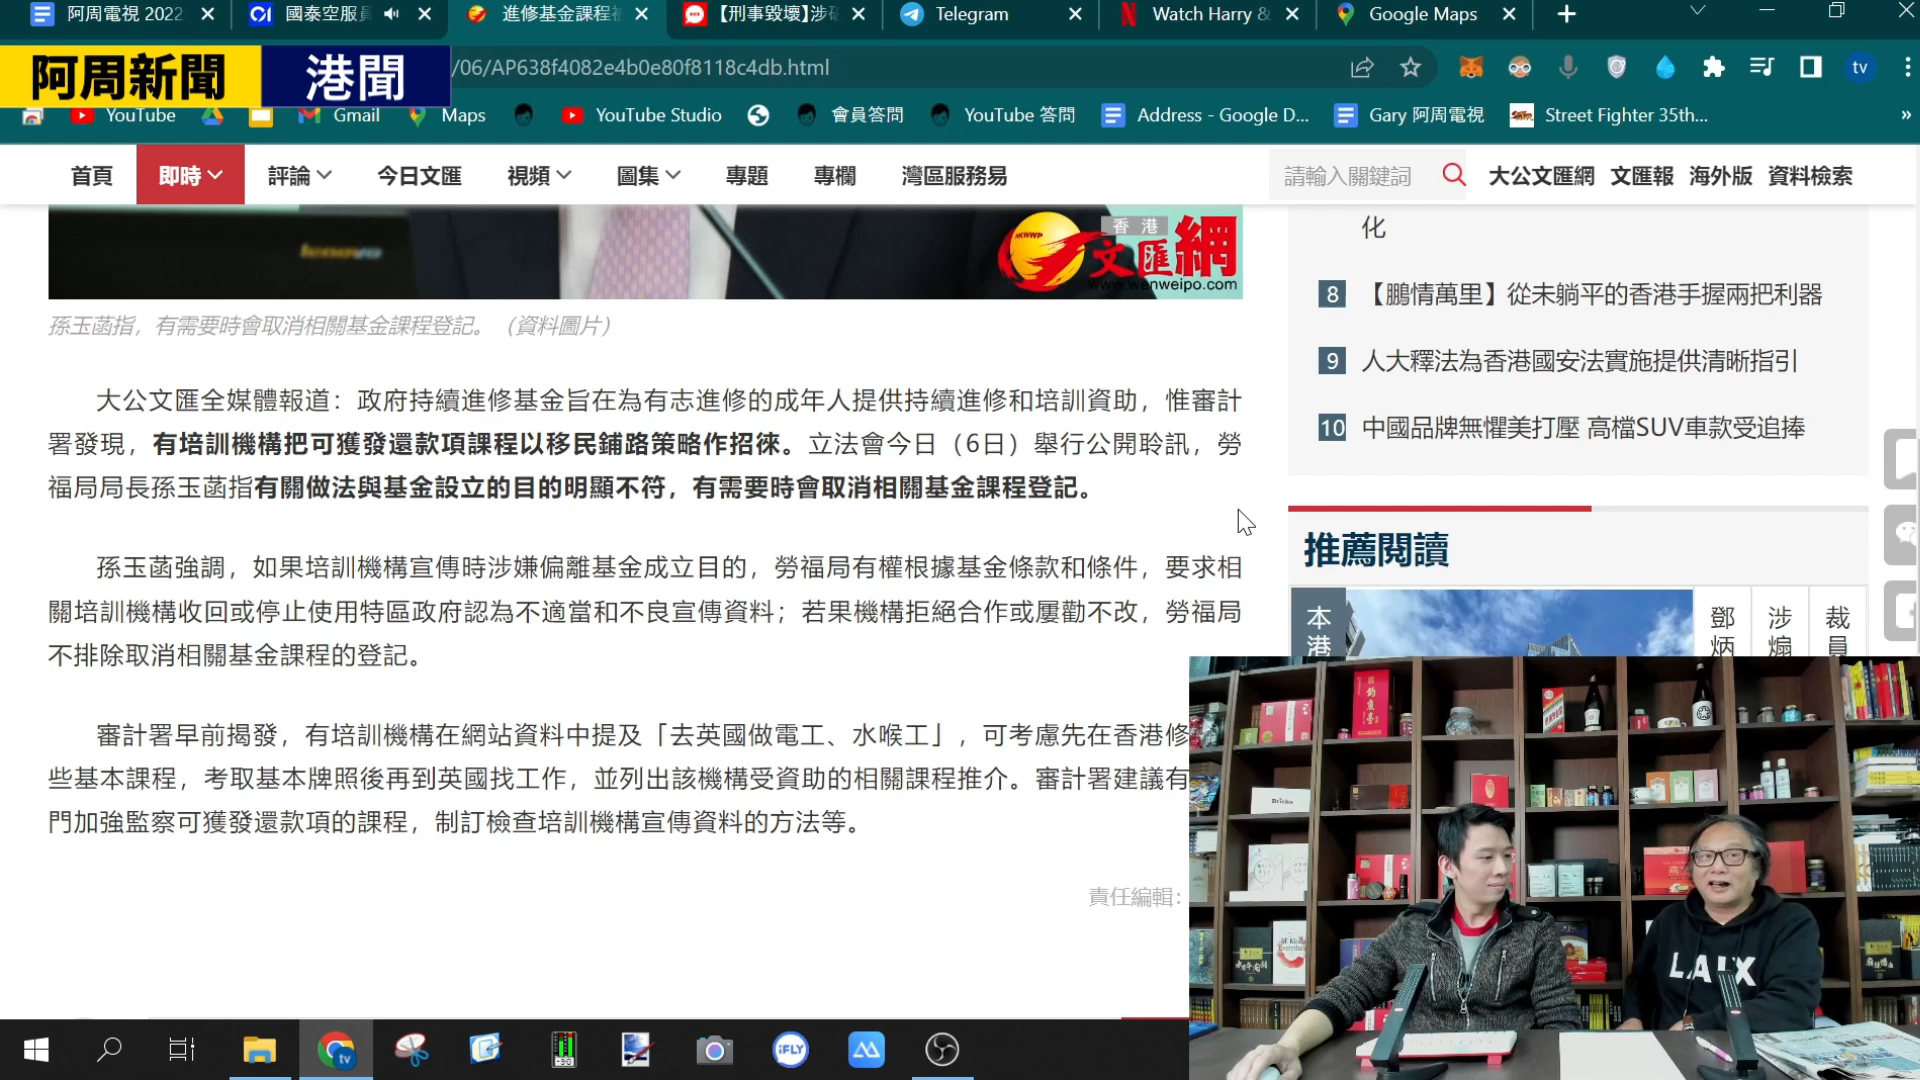 阿周電視 2022
國泰空服員
進修基金課程被
【刑事毀壞】涉破
Telegram
Watch Harry &
Google Maps
阿周新聞 港聞
/06/AP638f4082e4b0e80f8118c4db.html
tv
YouTube
Gmail
Maps
YouTube Studio
會員答問
YouTube 答問
Address - Google D...
Gary 阿周電視
Street Fighter 35th...
»
首頁 即時 評論 今日文匯 視頻 圖集 專題 專欄 灣區服務易
請輸入關鍵詞
大公文匯網 文匯報 海外版 資料檢索
lenovo
HKWWP
香港
文匯網
www.wenweipo.com
孫玉菡指，有需要時會取消相關基金課程登記。（資料圖片）
大公文匯全媒體報道：政府持續進修基金旨在為有志進修的成年人提供持續進修和培訓資助，惟審計
署發現，有培訓機構把可獲發還款項課程以移民鋪路策略作招徠。立法會今日（6日）舉行公開聆訊，勞
福局局長孫玉菡指有關做法與基金設立的目的明顯不符，有需要時會取消相關基金課程登記。
孫玉菡強調，如果培訓機構宣傳時涉嫌偏離基金成立目的，勞福局有權根據基金條款和條件，要求相
關培訓機構收回或停止使用特區政府認為不適當和不良宣傳資料；若果機構拒絕合作或屢勸不改，勞福局
不排除取消相關基金課程的登記。
審計署早前揭發，有培訓機構在網站資料中提及「去英國做電工、水喉工」，可考慮先在香港修
些基本課程，考取基本牌照後再到英國找工作，並列出該機構受資助的相關課程推介。審計署建議有
門加強監察可獲發還款項的課程，制訂檢查培訓機構宣傳資料的方法等。
責任編輯：
化
8 【鵬情萬里】從未躺平的香港手握兩把利器
9 人大釋法為香港國安法實施提供清晰指引
10 中國品牌無懼美打壓 高檔SUV車款受追捧
推薦閱讀
本港
鄧炳
涉煽
裁員
釣魚臺
Bricks
tv
iFLY